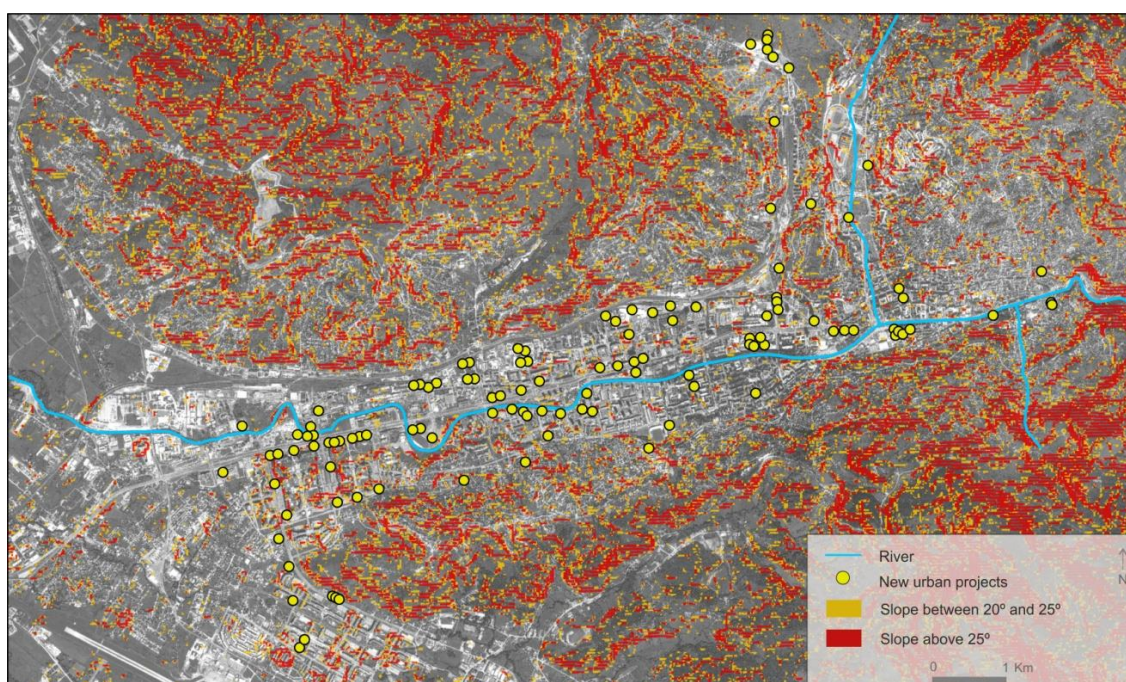 River
N
New urban projects
Slope between 20º and 25º
Slope above 25º
0 1 Km